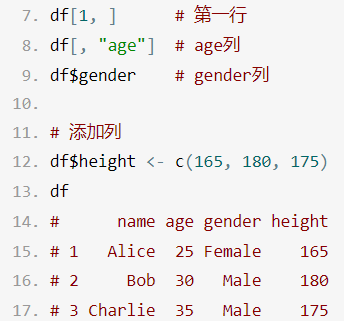 7. df[1, ]       # 第一行
8. df[, "age"]  # age列
9. df$gender    # gender列
10.
11. # 添加列
12. df$height <- c(165, 180, 175)
13. df
14. #      name age gender height
15. # 1   Alice  25 Female    165
16. # 2     Bob  30   Male    180
17. # 3 Charlie  35   Male    175